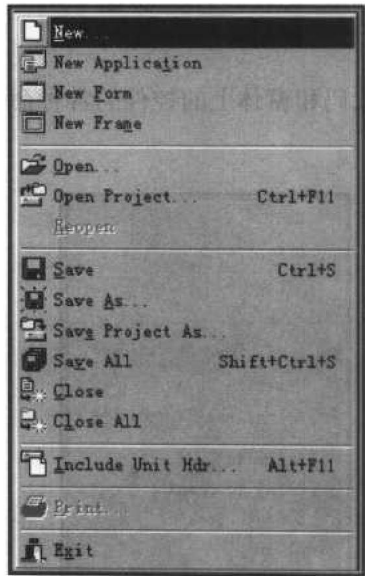 New...
New Application
New Form
New Frame
Open...
Open Project... Ctrl+F11
Reopen
Save Ctrl+S
Save As...
Save Project As...
Save All Shift+Ctrl+S
Close
Close All
Include Unit Hdr... Alt+F11
Print...
Exit